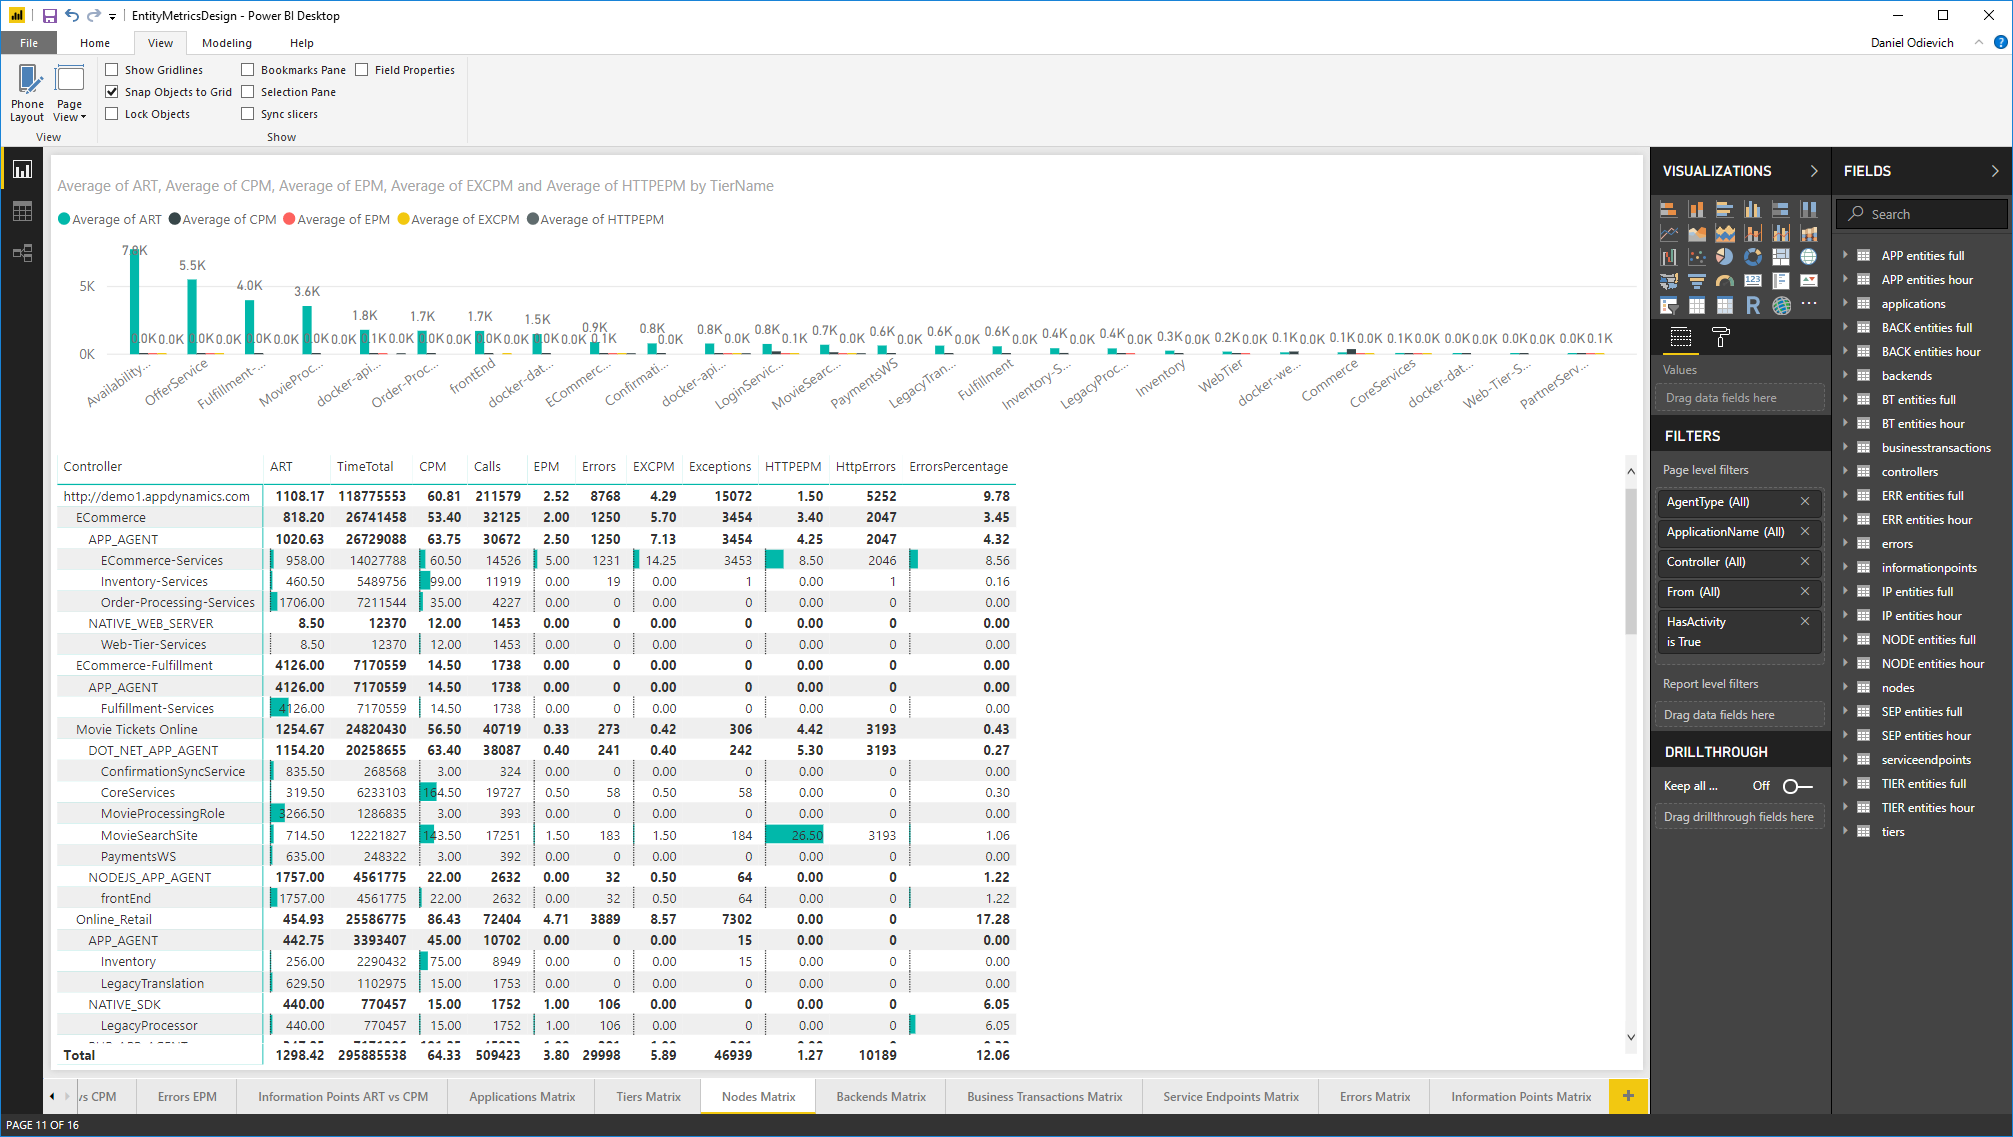 EntityMetricsDesign - Power BI Desktop
File Home View Modeling Help
Daniel Odievich
Phone Layout
Page View
Show Gridlines
Snap Objects to Grid
Lock Objects
Bookmarks Pane
Selection Pane
Sync slicers
Field Properties
View Show
Average of ART, Average of CPM, Average of EPM, Average of EXCPM and Average of HTTPEPM by TierName
Average of ART Average of CPM Average of EPM Average of EXCPM Average of HTTPEPM
5K
0K
5.5K 4.0K 3.6K 1.8K 1.7K 1.7K 1.5K 0.9K 0.8K 0.8K 0.8K 0.7K 0.6K 0.6K 0.6K 0.4K 0.4K 0.3K 0.2K 0.1K 0.1K
Availability... OfferService Fulfillment-... MovieProc... docker-api... Order-Proc... frontEnd docker-dat... ECommerc... Confirmati... docker-api... LoginServic... MovieSearc... PaymentsWS LegacyTran... Fulfillment Inventory-S... LegacyProc... Inventory WebTier docker-we... Commerce CoreServices docker-dat... Web-Tier-S... PartnerServ...
Controller ART TimeTotal CPM Calls EPM Errors EXCPM Exceptions HTTPEPM HttpErrors ErrorsPercentage
http://demo1.appdynamics.com 1108.17 118775553 60.81 211579 2.52 8768 4.29 15072 1.50 5252 9.78
ECommerce 818.20 26741458 53.40 32125 2.00 1250 5.70 3454 3.40 2047 3.45
APP_AGENT 1020.63 26729088 63.75 30672 2.50 1250 7.13 3454 4.25 2047 4.32
ECommerce-Services 958.00 14027788 60.50 14526 5.00 1231 14.25 3453 8.50 2046 8.56
Inventory-Services 460.50 5489756 99.00 11919 0.00 19 0.00 1 0.00 1 0.16
Order-Processing-Services 1706.00 7211544 35.00 4227 0.00 0 0.00 0 0.00 0 0.00
NATIVE_WEB_SERVER 8.50 12370 12.00 1453 0.00 0 0.00 0 0.00 0 0.00
Web-Tier-Services 8.50 12370 12.00 1453 0.00 0 0.00 0 0.00 0 0.00
ECommerce-Fulfillment 4126.00 7170559 14.50 1738 0.00 0 0.00 0 0.00 0 0.00
APP_AGENT 4126.00 7170559 14.50 1738 0.00 0 0.00 0 0.00 0 0.00
Fulfillment-Services 4126.00 7170559 14.50 1738 0.00 0 0.00 0 0.00 0 0.00
Movie Tickets Online 1254.67 24820430 56.50 40719 0.33 273 0.42 306 4.42 3193 0.43
DOT_NET_APP_AGENT 1154.20 20258655 63.40 38087 0.40 241 0.40 242 5.30 3193 0.27
ConfirmationSyncService 835.50 268568 3.00 324 0.00 0 0.00 0 0.00 0 0.00
CoreServices 319.50 6233103 164.50 19727 0.50 58 0.50 58 0.00 0 0.30
MovieProcessingRole 3266.50 1286835 3.00 393 0.00 0 0.00 0 0.00 0 0.00
MovieSearchSite 714.50 12221827 143.50 17251 1.50 183 1.50 184 26.50 3193 1.06
PaymentsWS 635.00 248322 3.00 392 0.00 0 0.00 0 0.00 0 0.00
NODEJS_APP_AGENT 1757.00 4561775 22.00 2632 0.00 32 0.50 64 0.00 0 1.22
frontEnd 1757.00 4561775 22.00 2632 0.00 32 0.50 64 0.00 0 1.22
Online_Retail 454.93 25586775 86.43 72404 4.71 3889 8.57 7302 0.00 0 17.28
APP_AGENT 442.75 3393407 45.00 10702 0.00 0 0.00 15 0.00 0 0.00
Inventory 256.00 2290432 75.00 8949 0.00 0 0.00 15 0.00 0 0.00
LegacyTranslation 629.50 1102975 15.00 1753 0.00 0 0.00 0 0.00 0 0.00
NATIVE_SDK 440.00 770457 15.00 1752 1.00 106 0.00 0 0.00 0 6.05
LegacyProcessor 440.00 770457 15.00 1752 1.00 106 0.00 0 0.00 0 6.05
Total 1298.42 295885538 64.33 509423 3.80 29998 5.89 46939 1.27 10189 12.06
VISUALIZATIONS
Values
Drag data fields here
FILTERS
Page level filters
AgentType (All)
ApplicationName (All)
Controller (All)
From (All)
HasActivity
is True
Report level filters
Drag data fields here
DRILLTHROUGH
Keep all ... Off
Drag drillthrough fields here
FIELDS
Search
APP entities full
APP entities hour
applications
BACK entities full
BACK entities hour
backends
BT entities full
BT entities hour
businesstransactions
controllers
ERR entities full
ERR entities hour
errors
informationpoints
IP entities full
IP entities hour
NODE entities full
NODE entities hour
nodes
SEP entities full
SEP entities hour
serviceendpoints
TIER entities full
TIER entities hour
tiers
vs CPM Errors EPM Information Points ART vs CPM Applications Matrix Tiers Matrix Nodes Matrix Backends Matrix Business Transactions Matrix Service Endpoints Matrix Errors Matrix Information Points Matrix +
PAGE 11 OF 16